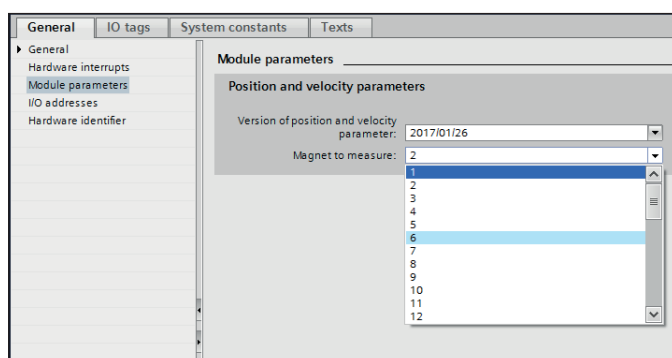 General IO tags System constants Texts
General
Hardware interrupts
Module parameters
I/O addresses
Hardware identifier
Module parameters
Position and velocity parameters
Version of position and velocity
parameter: 2017/01/26
Magnet to measure: 2
1
2
3
4
5
6
7
8
9
10
11
12